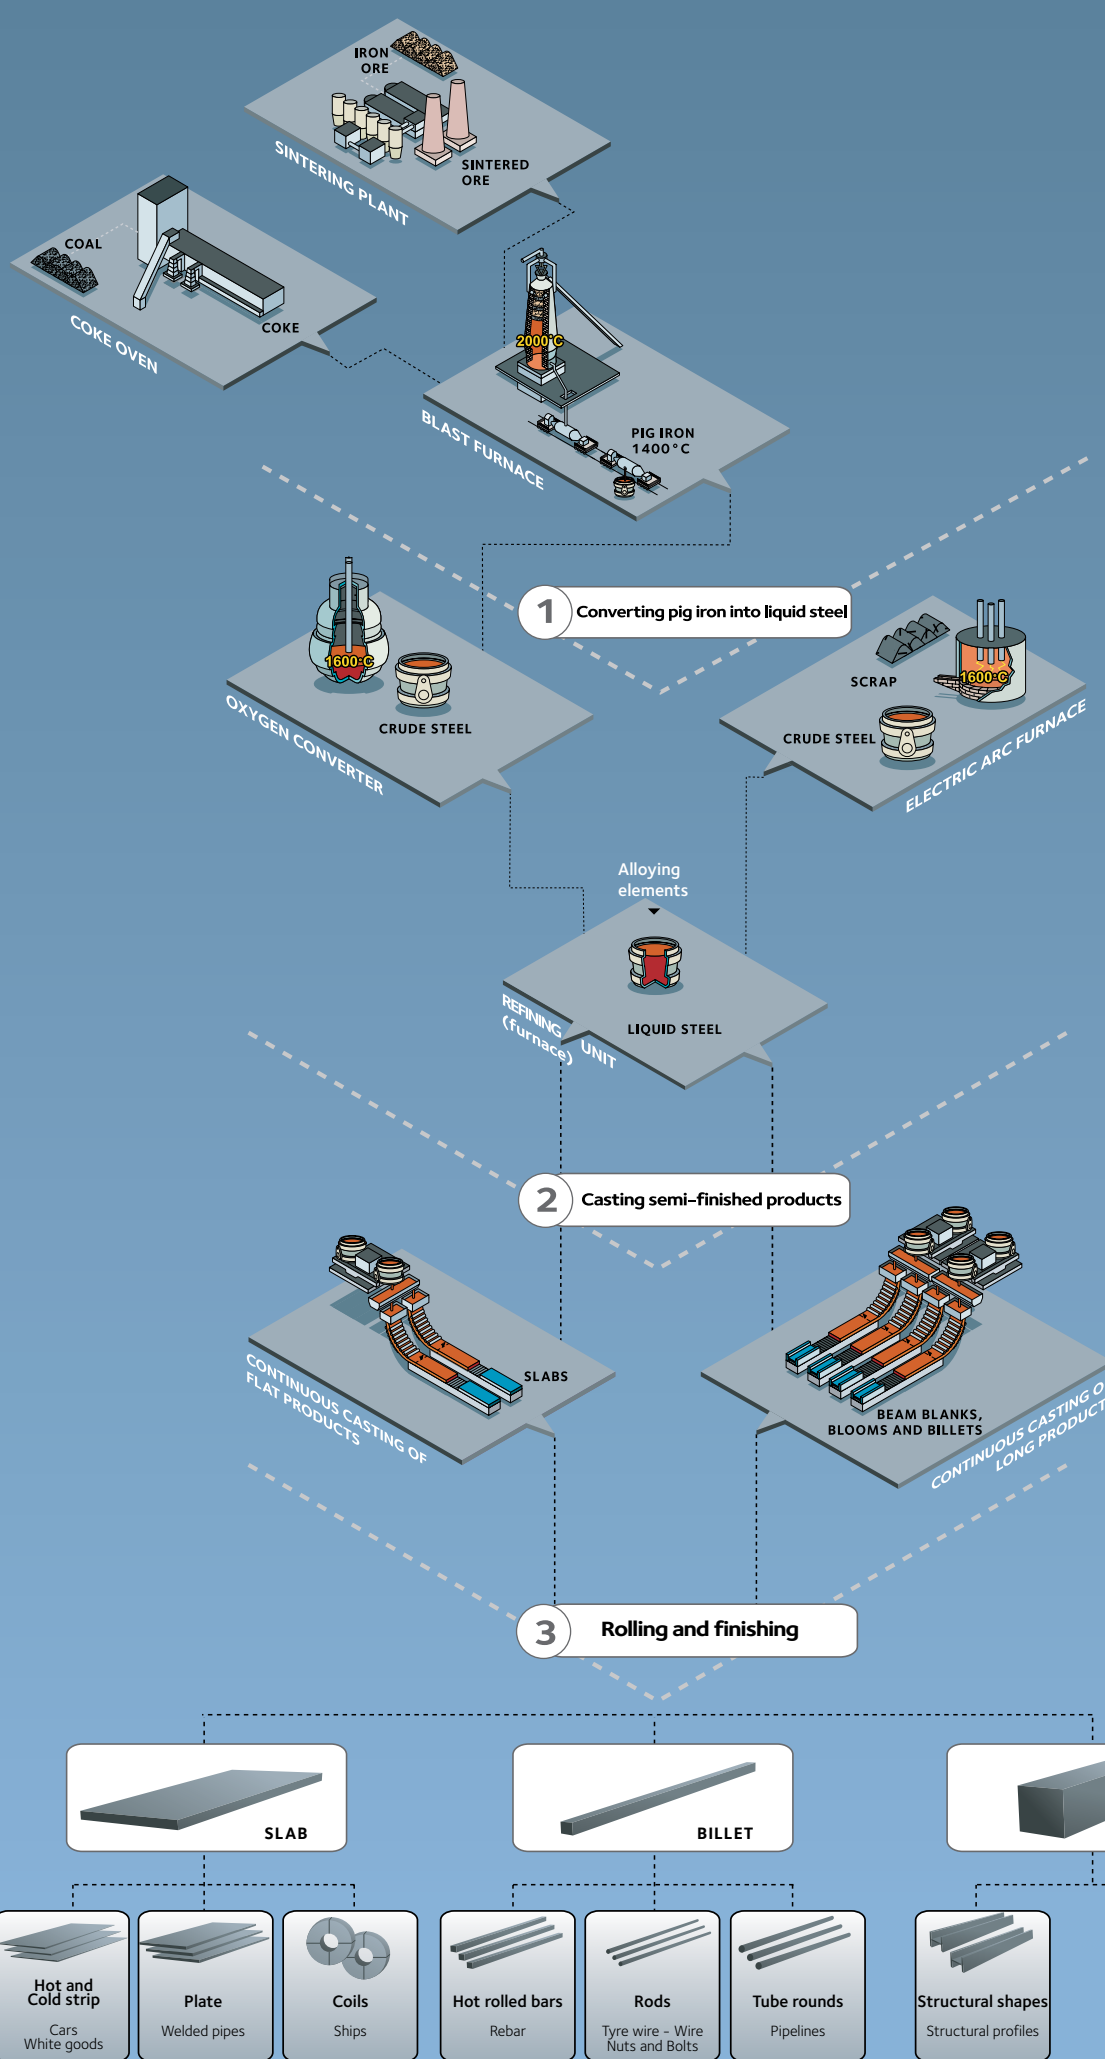 IRON
ORE
SINTERED
ORE
SINTERING PLANT
COAL
COKE
COKE OVEN
2000°C
PIG IRON
1400°C
BLAST FURNACE
1 Converting pig iron into liquid steel
1600°C
CRUDE STEEL
OXYGEN CONVERTER
SCRAP
1600°C
CRUDE STEEL
ELECTRIC ARC FURNACE
Alloying
elements
LIQUID STEEL
REFINING UNIT
(furnace)
2 Casting semi-finished products
SLABS
CONTINUOUS CASTING OF
FLAT PRODUCTS
BEAM BLANKS,
BLOOMS AND BILLETS
CONTINUOUS CASTING O
LONG PRODUCT
3 Rolling and finishing
SLAB
BILLET
Hot and
Cold strip
Cars
White goods
Plate
Welded pipes
Coils
Ships
Hot rolled bars
Rebar
Rods
Tyre wire - Wire
Nuts and Bolts
Tube rounds
Pipelines
Structural shapes
Structural profiles